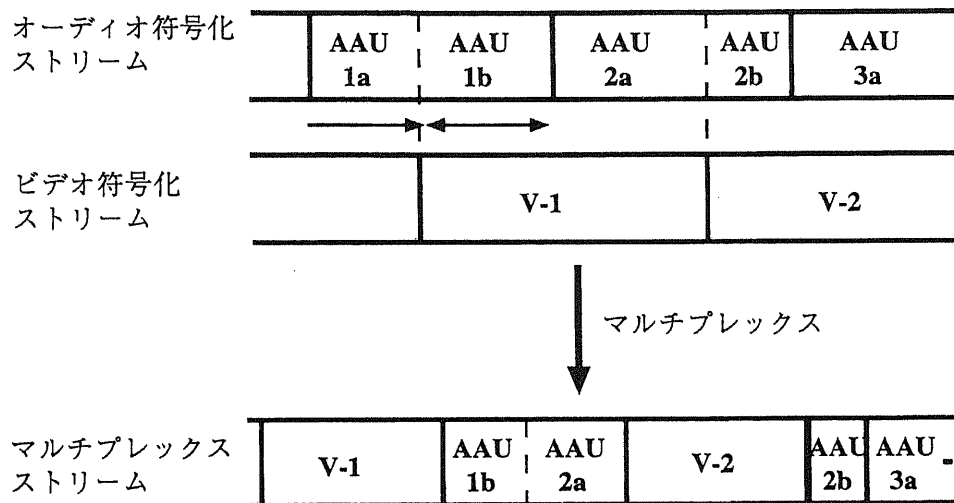 オーディオ符号化
ストリーム
AAU
1a
AAU
1b
AAU
2a
AAU
2b
AAU
3a
ビデオ符号化
ストリーム
V-1
V-2
マルチプレックス
マルチプレックス
ストリーム
V-1
AAU
1b
AAU
2a
V-2
AAU
2b
AAU
3a